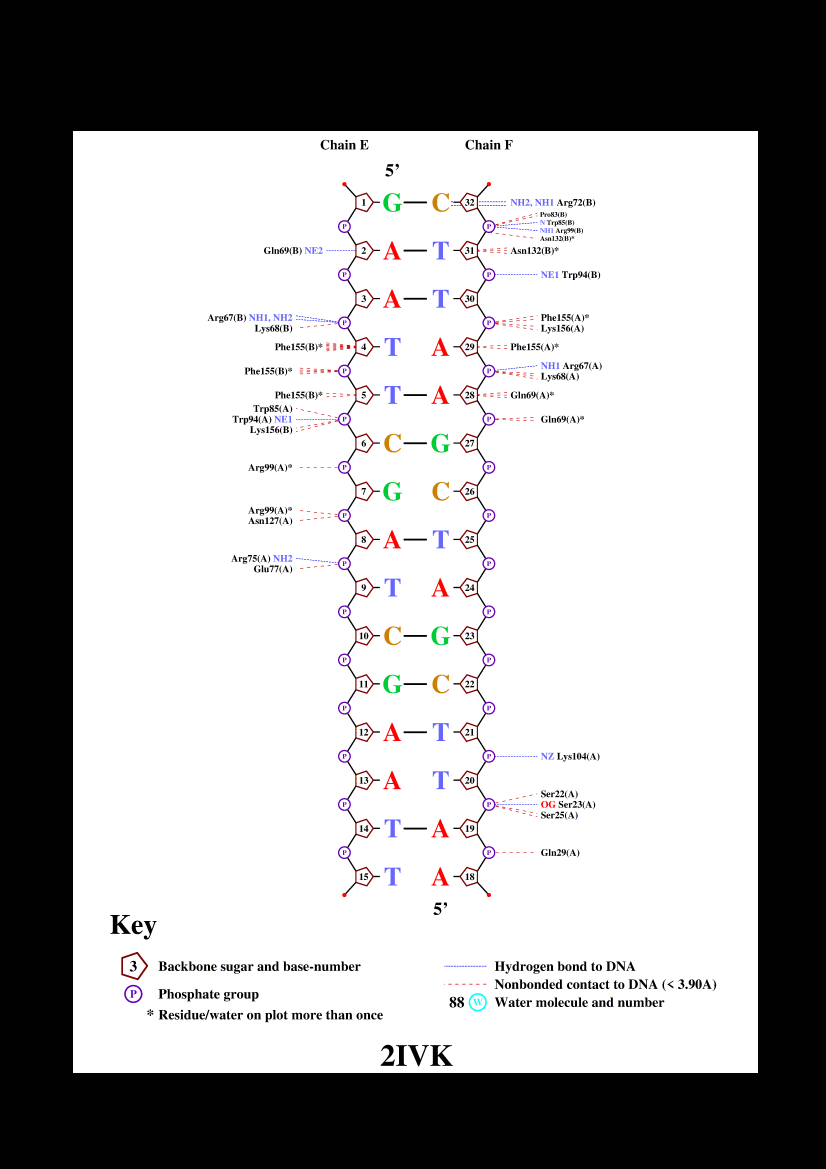 Chain E Chain F
5’
1 G C 32 NH2, NH1 Arg72(B)
Pro83(B)
N Trp85(B)
P P NH1 Arg99(B)
Asn132(B)*
Gln69(B) NE2 2 A T 31 Asn132(B)*
P P NE1 Trp94(B)
3 A T 30
Arg67(B) NH1, NH2 P P Phe155(A)*
Lys68(B) Lys156(A)
Phe155(B)* 4 T A 29 Phe155(A)*
Phe155(B)* P P NH1 Arg67(A)
Lys68(A)
Phe155(B)* 5 T A 28 Gln69(A)*
Trp85(A)
Trp94(A) NE1 P P Gln69(A)*
Lys156(B)
6 C G 27
Arg99(A)* P P
7 G C 26
Arg99(A)* P P
Asn127(A)
8 A T 25
Arg75(A) NH2 P P
Glu77(A)
9 T A 24
P P
10 C G 23
P P
11 G C 22
P P
12 A T 21
P P NZ Lys104(A)
13 A T 20
Ser22(A)
P P OG Ser23(A)
Ser25(A)
14 T A 19
P P Gln29(A)
15 T A 18
5’
Key
3 Backbone sugar and base-number
P Phosphate group
* Residue/water on plot more than once
Hydrogen bond to DNA
Nonbonded contact to DNA (< 3.90A)
88 W Water molecule and number
2IVK